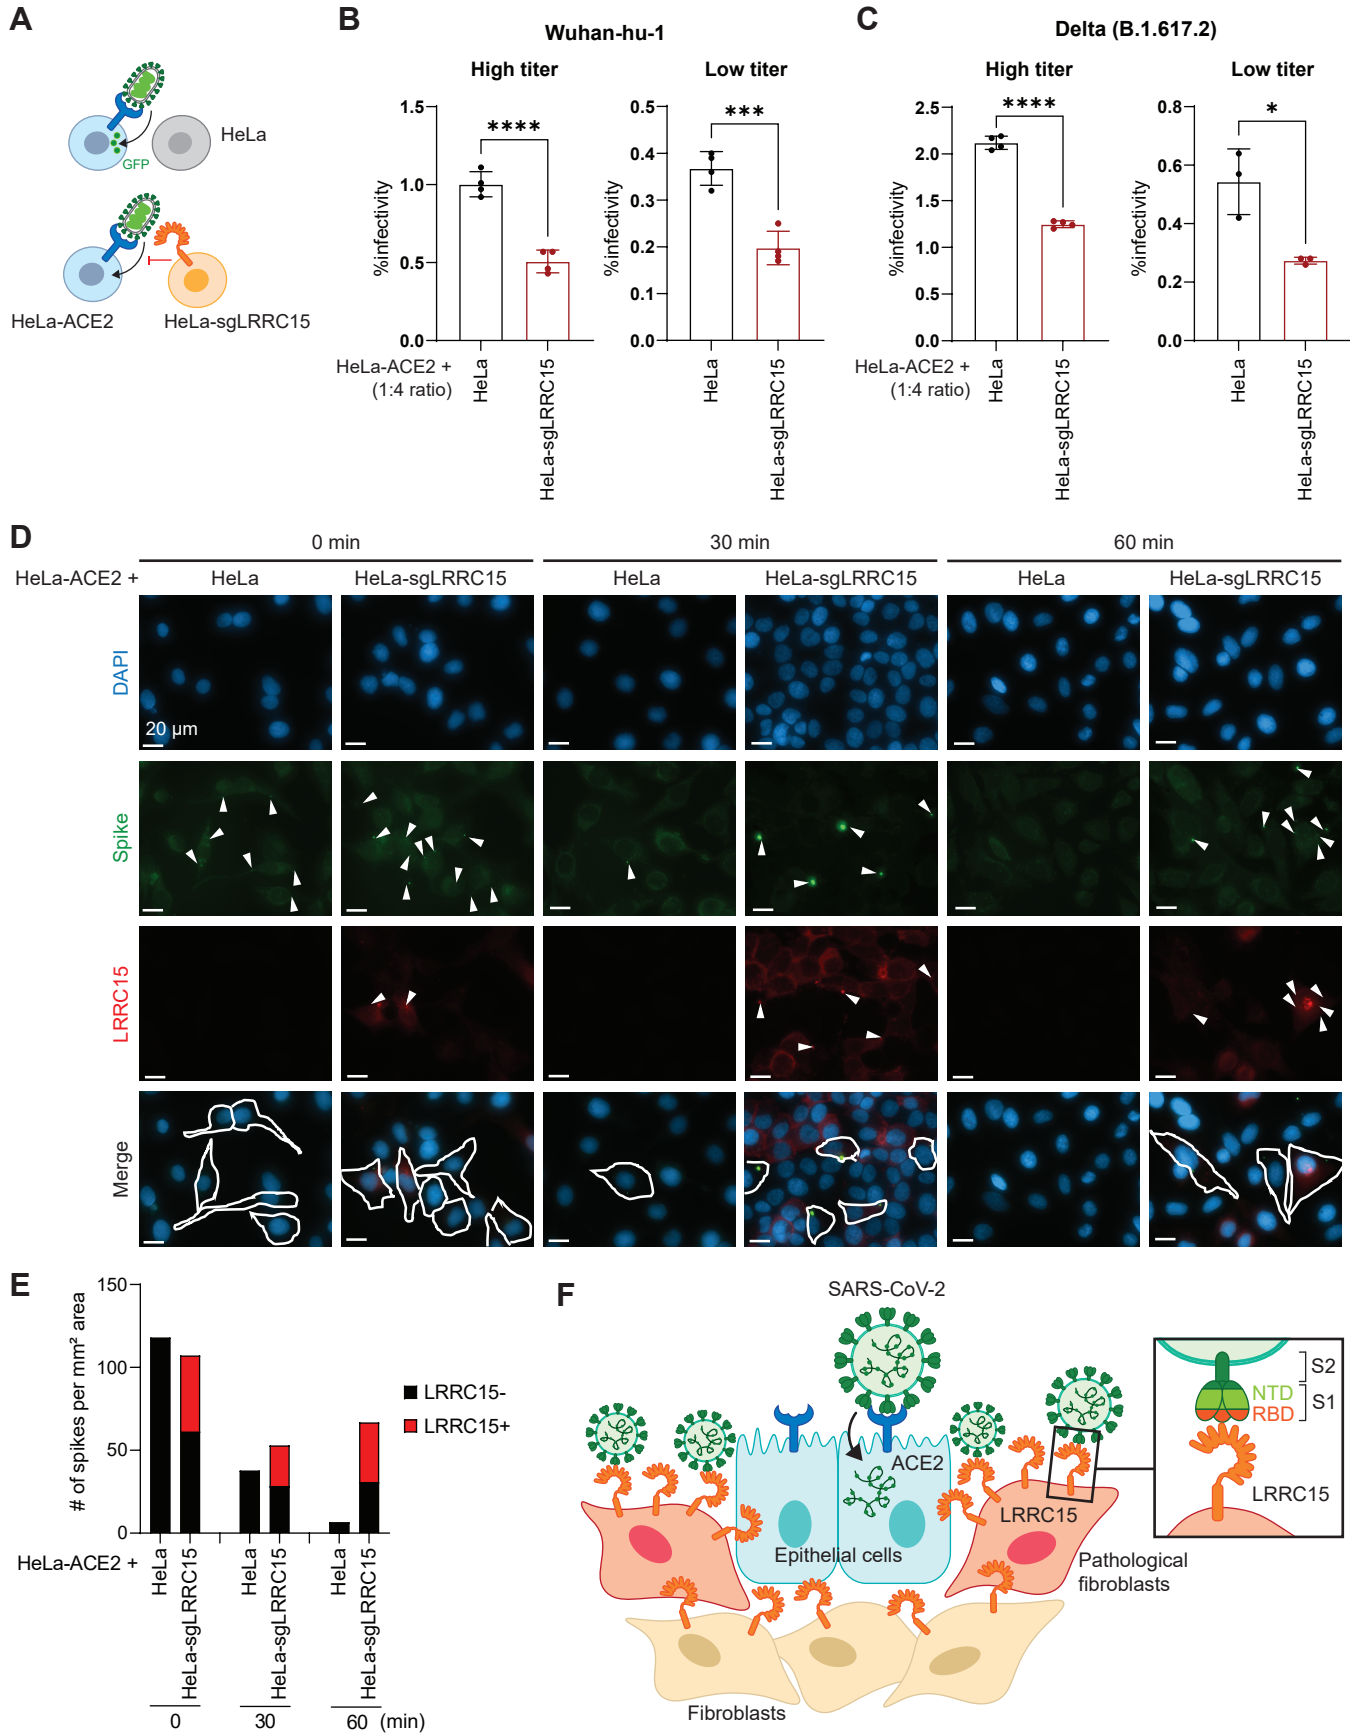 A
HeLa
GFP
HeLa-ACE2
HeLa-sgLRRC15
B
Wuhan-hu-1
High titer
Low titer
%infectivity
1.5
1.0
0.5
0.0
****
%infectivity
0.5
0.4
0.3
0.2
0.1
0.0
***
HeLa-ACE2 +
(1:4 ratio)
HeLa
HeLa-sgLRRC15
HeLa
HeLa-sgLRRC15
C
Delta (B.1.617.2)
High titer
Low titer
%infectivity
2.5
2.0
1.5
1.0
0.5
0.0
****
%infectivity
0.8
0.6
0.4
0.2
0.0
*
HeLa-ACE2 +
(1:4 ratio)
HeLa
HeLa-sgLRRC15
HeLa
HeLa-sgLRRC15
D
0 min
30 min
60 min
HeLa-ACE2 +
HeLa
HeLa-sgLRRC15
HeLa
HeLa-sgLRRC15
HeLa
HeLa-sgLRRC15
DAPI
20 µm
Spike
LRRC15
Merge
E
# of spikes per mm² area
150
100
50
0
LRRC15-
LRRC15+
HeLa-ACE2 +
HeLa
HeLa-sgLRRC15
HeLa
HeLa-sgLRRC15
HeLa
HeLa-sgLRRC15
0
30
60 (min)
F
SARS-CoV-2
ACE2
LRRC15
Epithelial cells
Pathological
fibroblasts
Fibroblasts
S2
NTD
S1
RBD
LRRC15